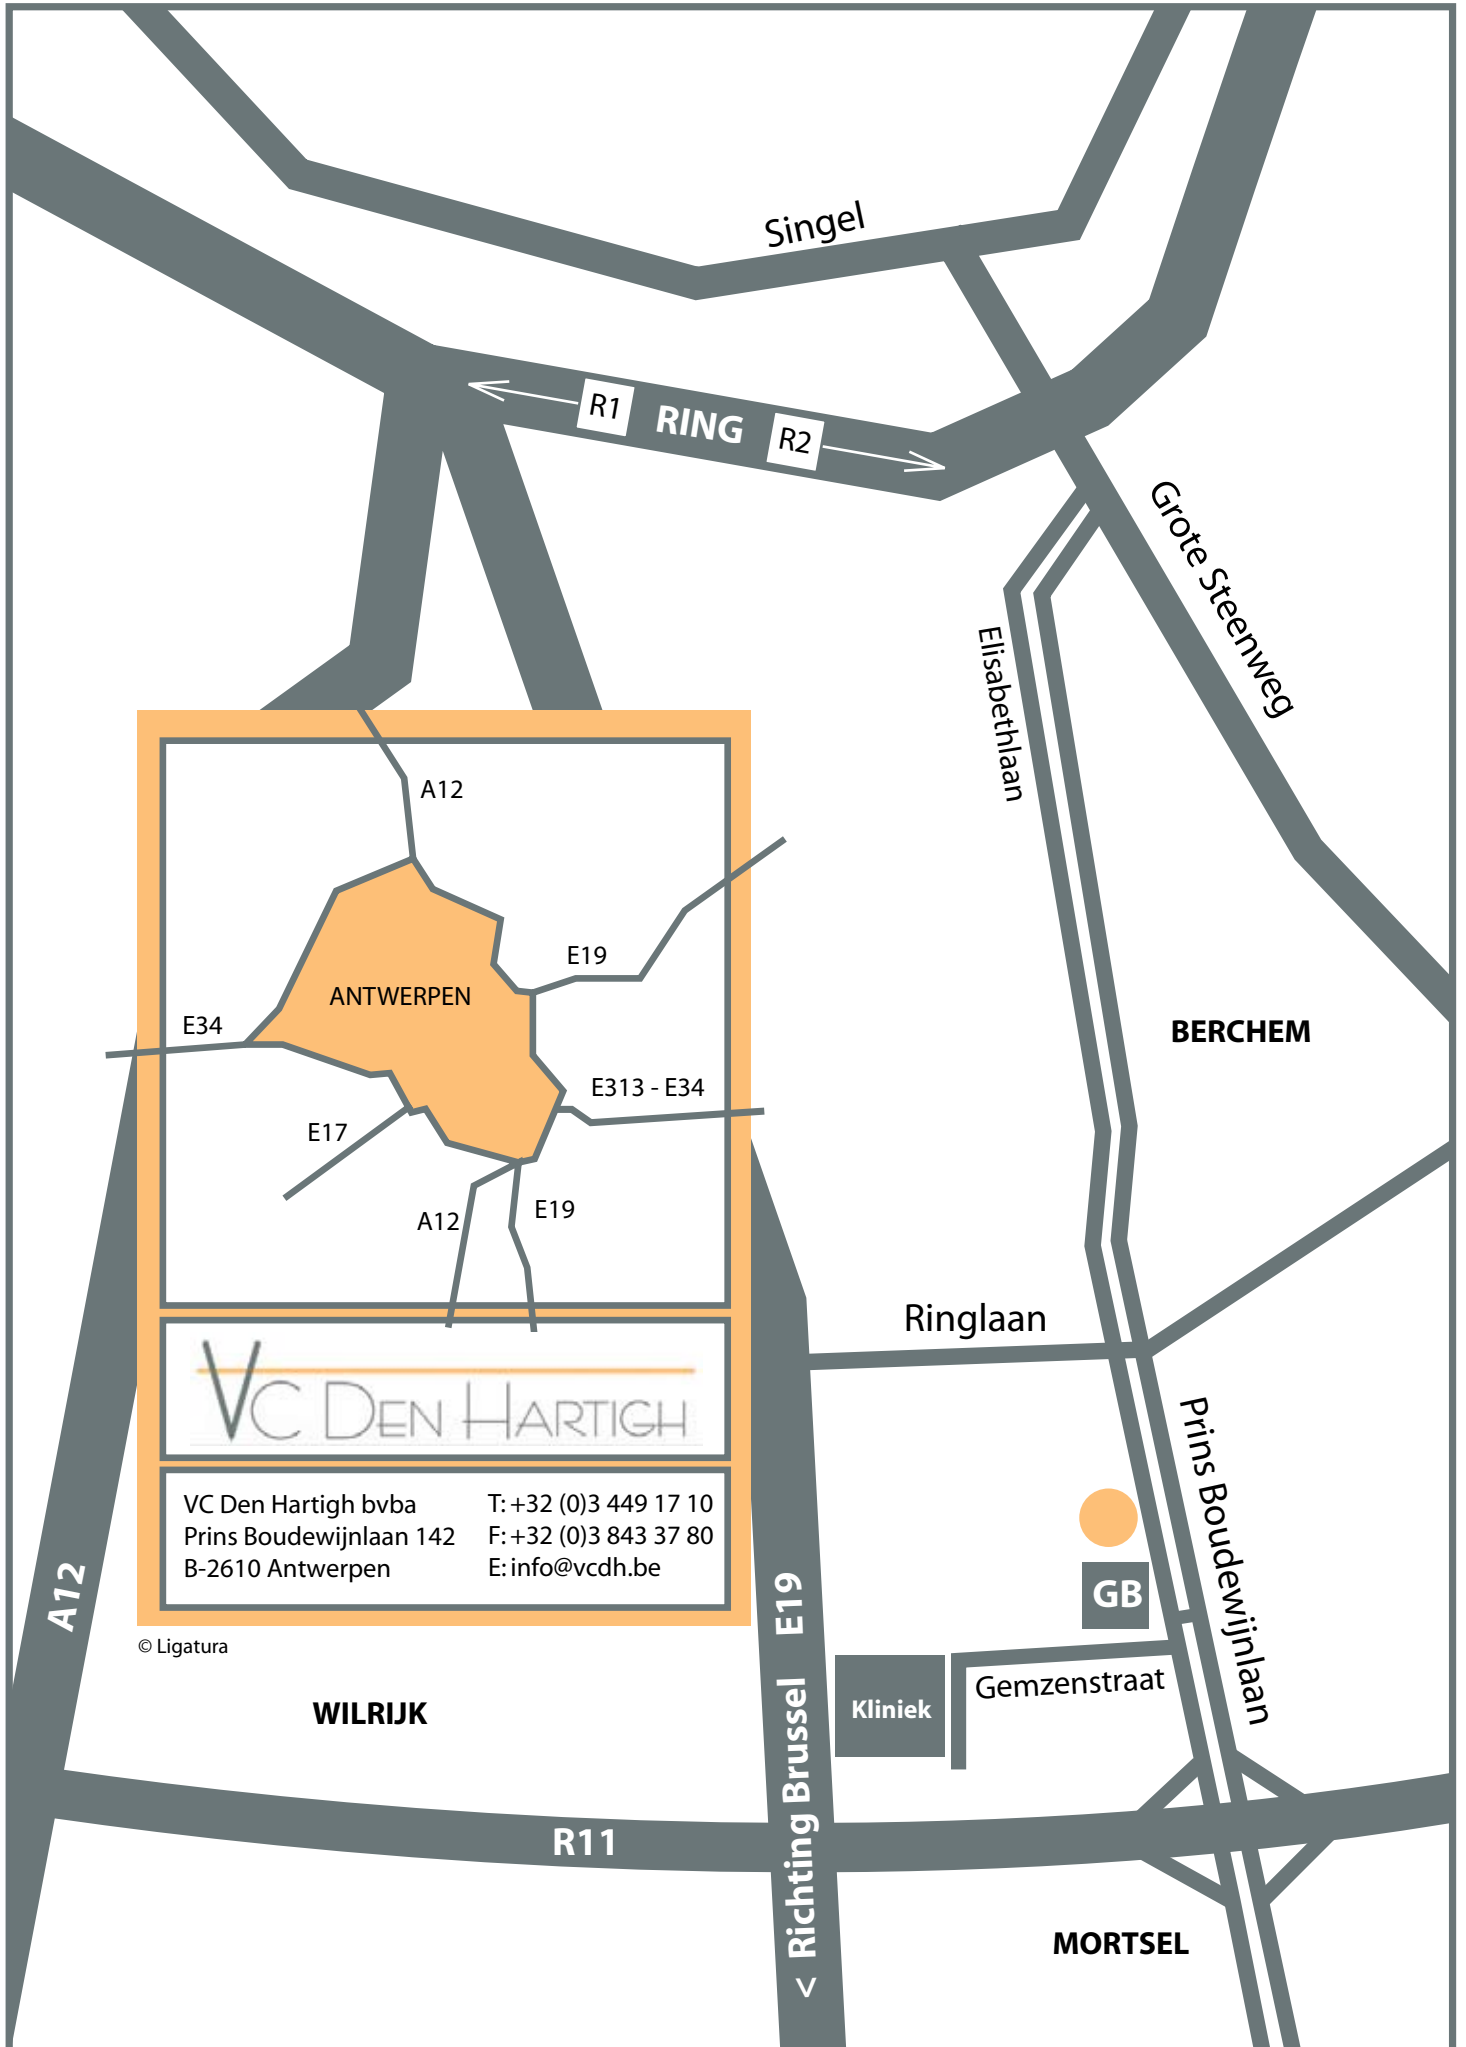 Singel
R1 RING R2
Grote Steenweg
Elisabethlaan
A12
E19
ANTWERPEN
E34
BERCHEM
E313 - E34
E17
A12
E19
Ringlaan
VC DEN HARTIGH
VC Den Hartigh bvba
Prins Boudewijnlaan 142
B-2610 Antwerpen
T: +32 (0)3 449 17 10
F: +32 (0)3 843 37 80
E: info@vcdh.be
© Ligatura
Prins Boudewijnlaan
A12
GB
< Richting Brussel E19
Gemzenstraat
Kliniek
WILRIJK
R11
MORTSEL